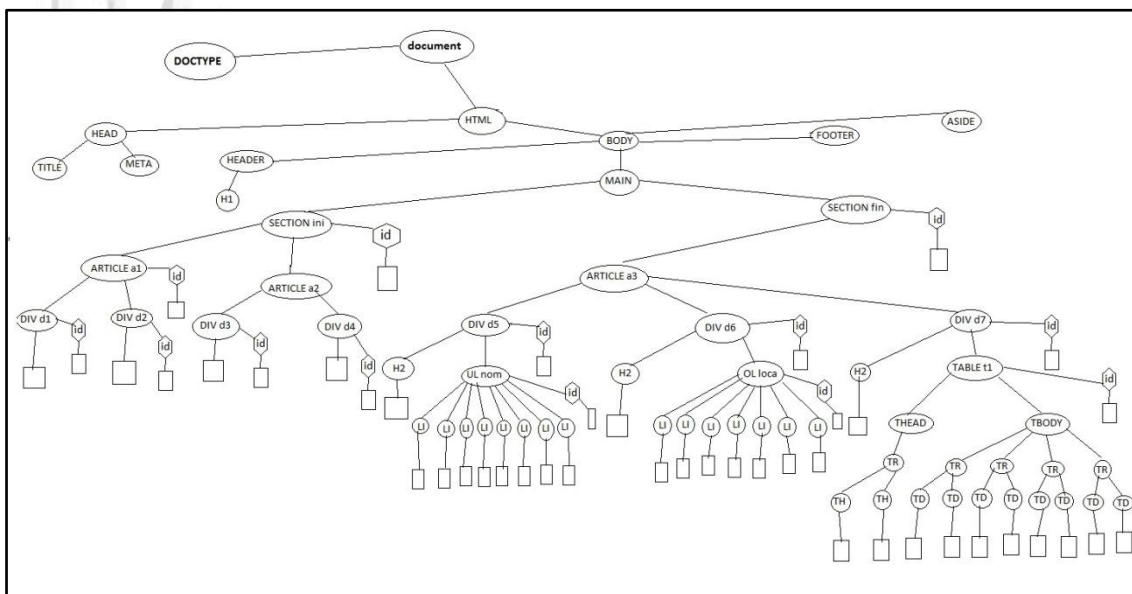 document
DOCTYPE
HTML
ASIDE
HEAD
FOOTER
BODY
HEADER
TITLE
META
MAIN
H1
SECTION fin
id
SECTION ini
id
ARTICLE a1
id
ARTICLE a2
ARTICLE a3
DIV d1
id
DIV d2
id
DIV d3
id
DIV d4
id
DIV d5
id
DIV d6
id
DIV d7
id
H2
UL nom
id
H2
OL loca
id
H2
TABLE t1
id
LI LI LI LI LI LI LI LI
LI LI LI LI LI LI LI
THEAD
TBODY
TR
TR
TR
TR
TR
TH
TH
TD
TD
TD
TD
TD
TD
TD
TD